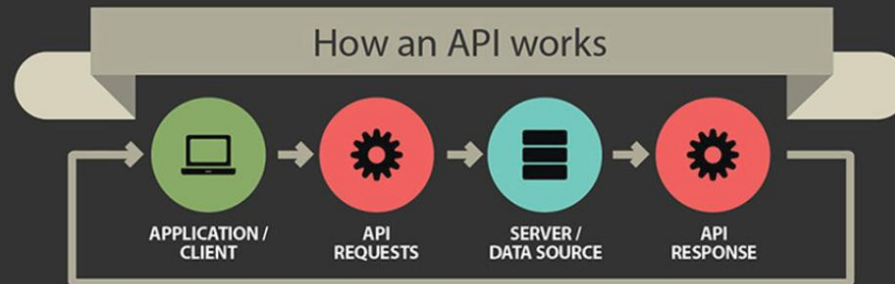 How an API works
APPLICATION /
CLIENT
API
REQUESTS
SERVER /
DATA SOURCE
API
RESPONSE